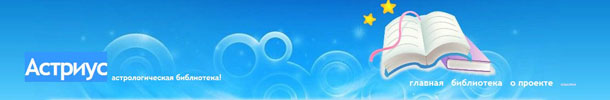 Астриус
астрологическая библиотека!
главная библиотека о проекте